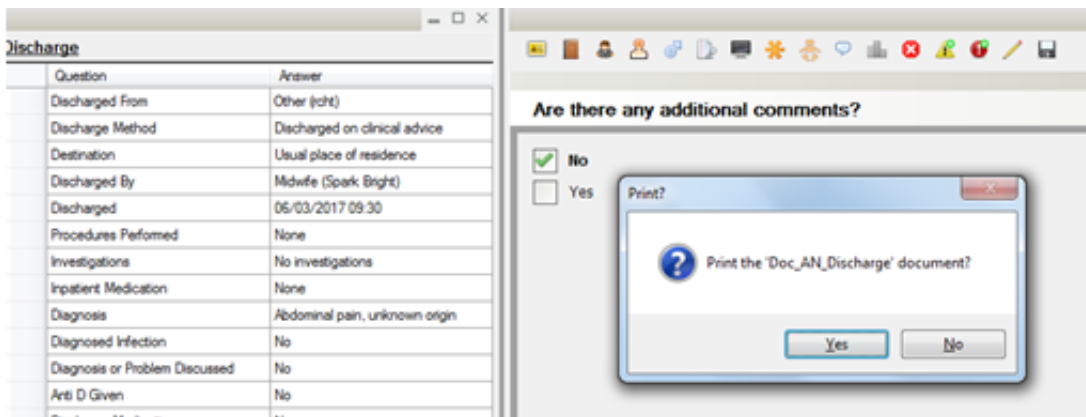 Discharge
Question Answer
Discharged From Other (rcht)
Discharge Method Discharged on clinical advice
Destination Usual place of residence
Discharged By Midwife (Spark Bright)
Discharged 06/03/2017 09:30
Procedures Performed None
Investigations No investigations
Inpatient Medication None
Diagnosis Abdominal pain, unknown origin
Diagnosed Infection No
Diagnosis or Problem Discussed No
Anti D Given No
Are there any additional comments?
No
Yes
Print?
Print the 'Doc_AN_Discharge' document?
Yes No